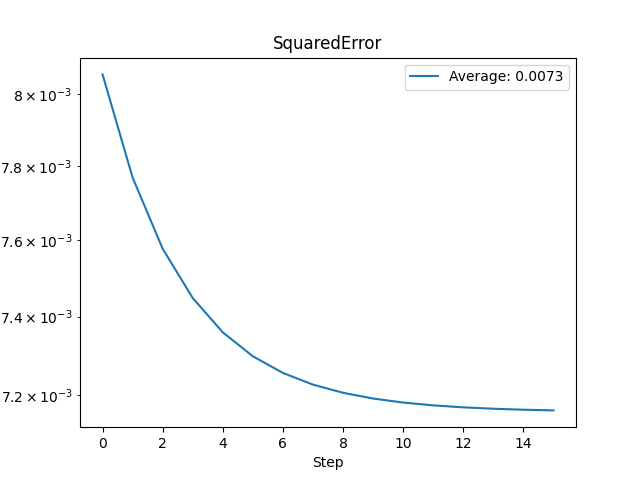 SquaredError
Average: 0.0073
8 × 10⁻³
7.8 × 10⁻³
7.6 × 10⁻³
7.4 × 10⁻³
7.2 × 10⁻³
0 2 4 6 8 10 12 14
Step